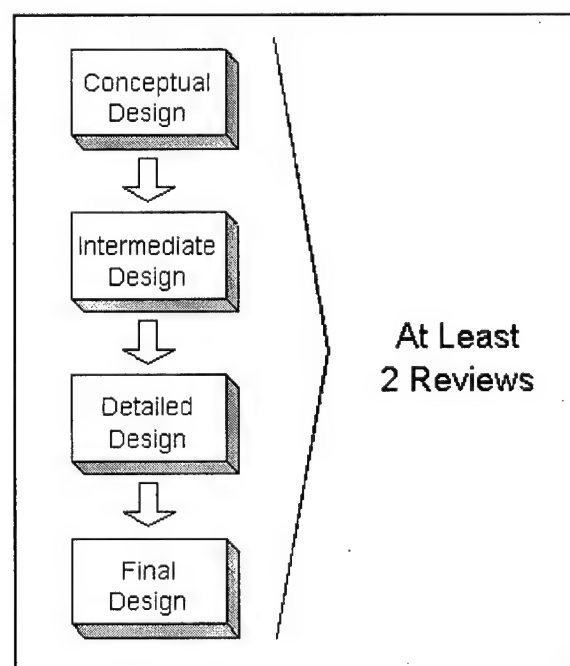 Conceptual
Design
Intermediate
Design
Detailed
Design
Final
Design
At Least
2 Reviews